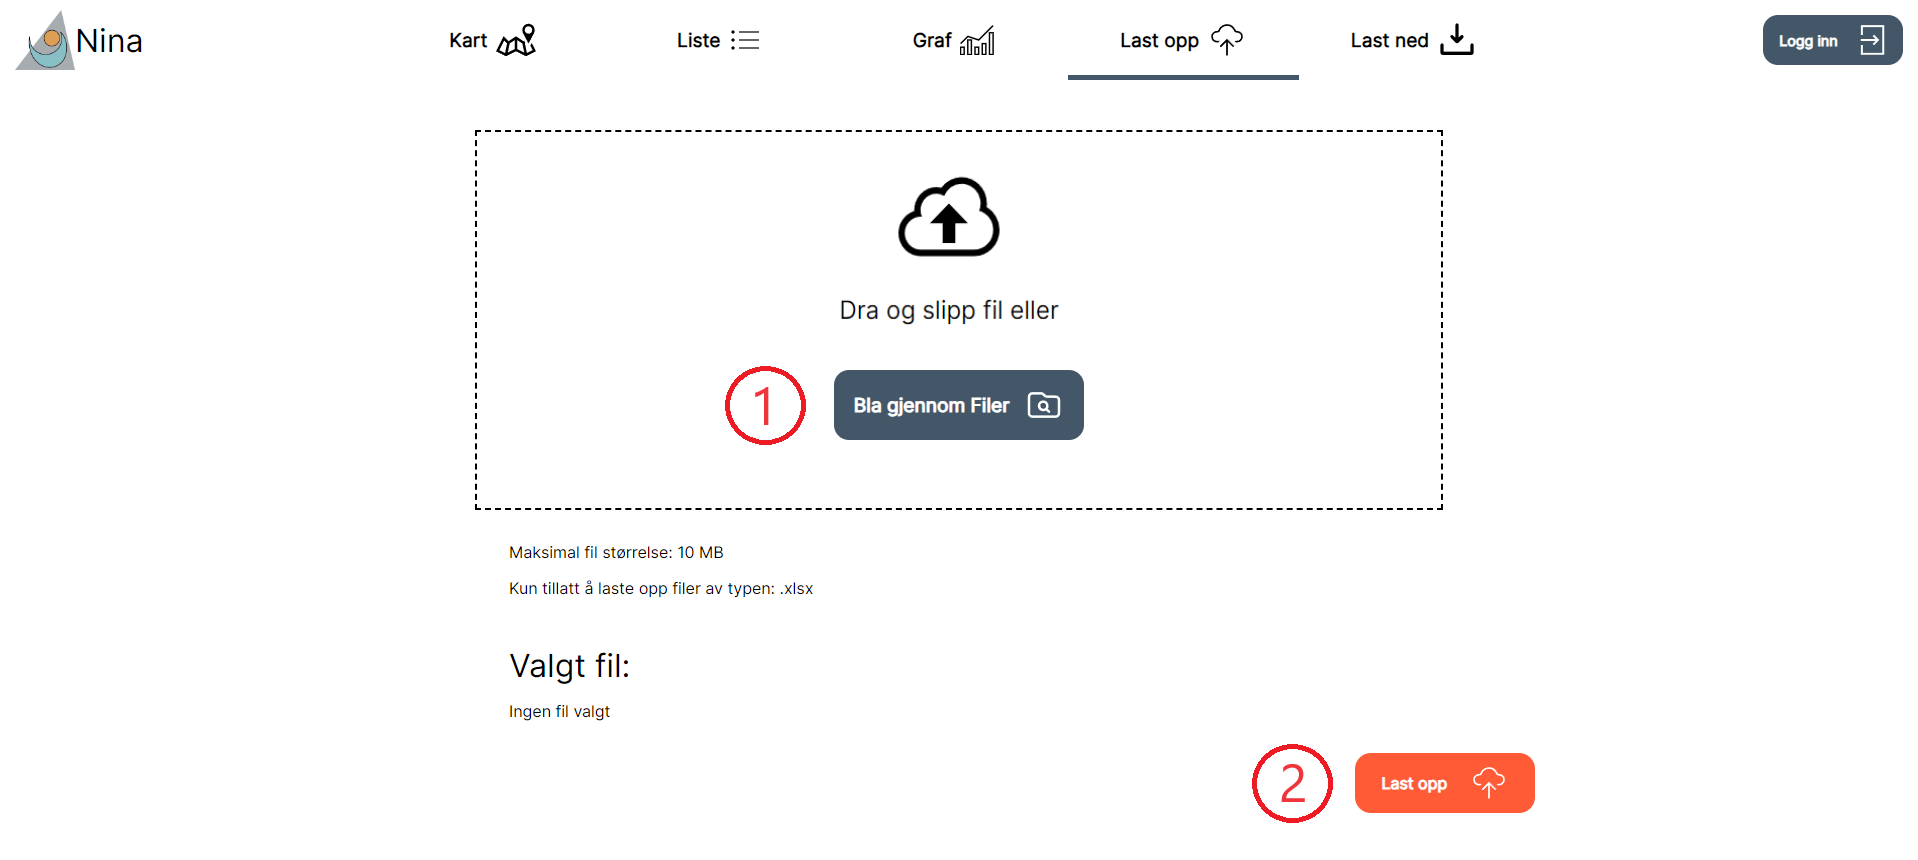 Nina
Kart
Liste
Graf
Last opp
Last ned
Logg inn
Dra og slipp fil eller
1
Bla gjennom Filer
Maksimal fil størrelse: 10 MB
Kun tillatt å laste opp filer av typen: .xlsx
Valgt fil:
Ingen fil valgt
2
Last opp